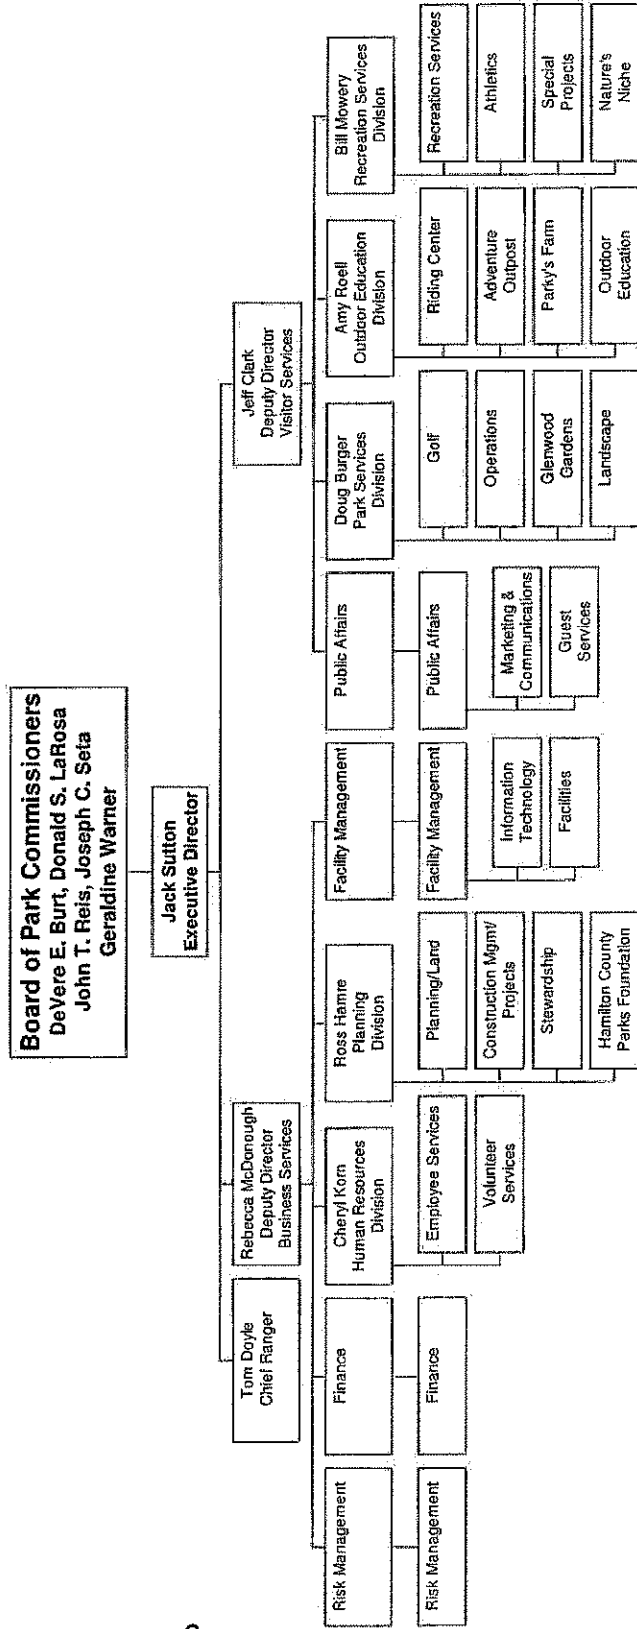 Board of Park Commissioners
DeVere E. Burt, Donald S. LaRosa
John T. Reis, Joseph C. Seta
Geraldine Warner
Jack Sutton
Executive Director
Tom Doyle
Chief Ranger
Rebecca McDonough
Deputy Director
Business Services
Jeff Clark
Deputy Director
Visitor Services
Risk Management
Finance
Cheryl Korn
Human Resources
Division
Ross Hamre
Planning
Division
Facility Management
Public Affairs
Doug Burger
Park Services
Division
Amy Roell
Outdoor Education
Division
Bill Mowery
Recreation Services
Division
Risk Management
Finance
Employee Services
Volunteer
Services
Planning/Land
Construction Mgmt/
Projects
Stewardship
Hamilton County
Parks Foundation
Facility Management
Information
Technology
Facilities
Public Affairs
Marketing &
Communications
Guest
Services
Golf
Operations
Glenwood
Gardens
Landscape
Riding Center
Adventure
Outpost
Parky's Farm
Outdoor
Education
Recreation Services
Athletics
Special
Projects
Nature's
Niche